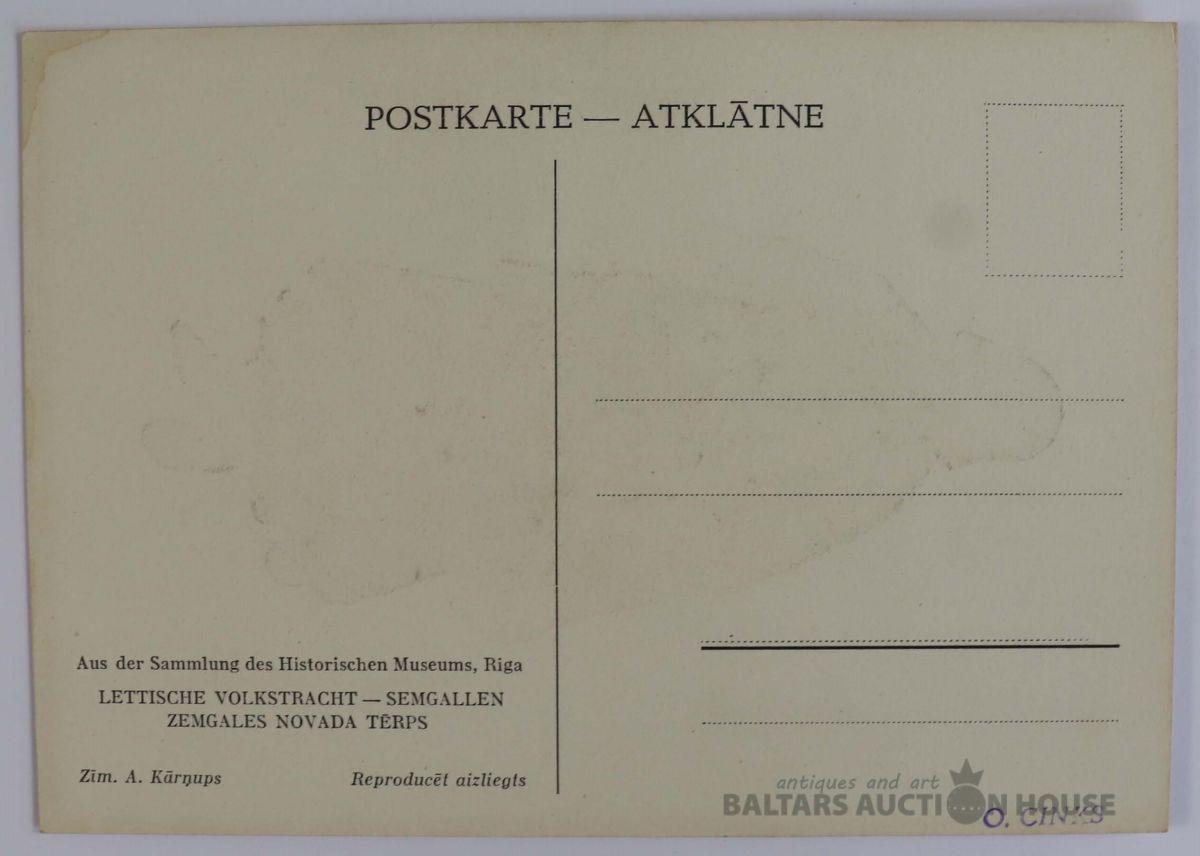 POSTKARTE — ATKLĀTNE
Aus der Sammlung des Historischen Museums, Riga
LETTISCHE VOLKSTRACHT — SEMGALLEN
ZEMGALES NOVADA TĒRPS
Zīm. A. Kārņups
Reproducēt aizliegts
antiques and art
BALTARS AUCTION HOUSE
O. CINKS